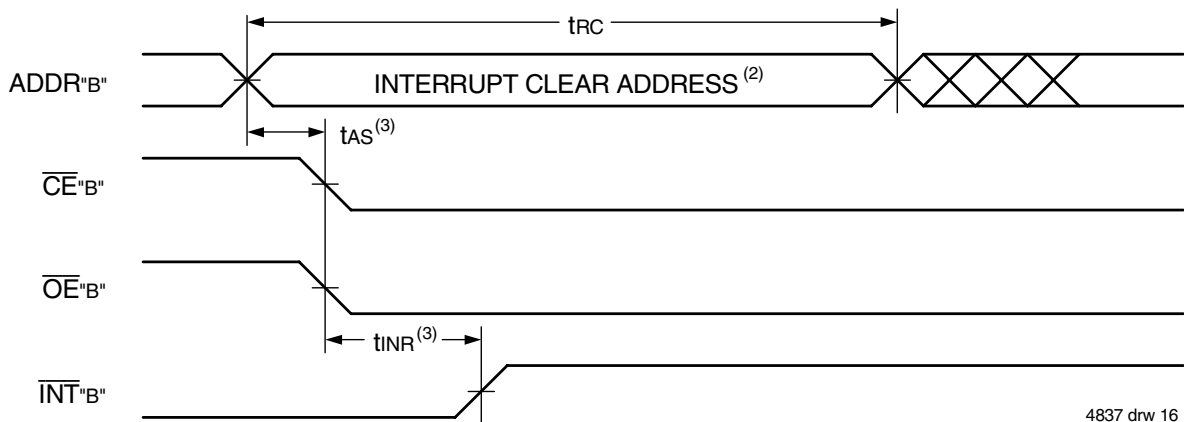 tRC
ADDR"B"
INTERRUPT CLEAR ADDRESS (2)
tAS(3)
CE"B"
OE"B"
tINR(3)
INT"B"
4837 drw 16